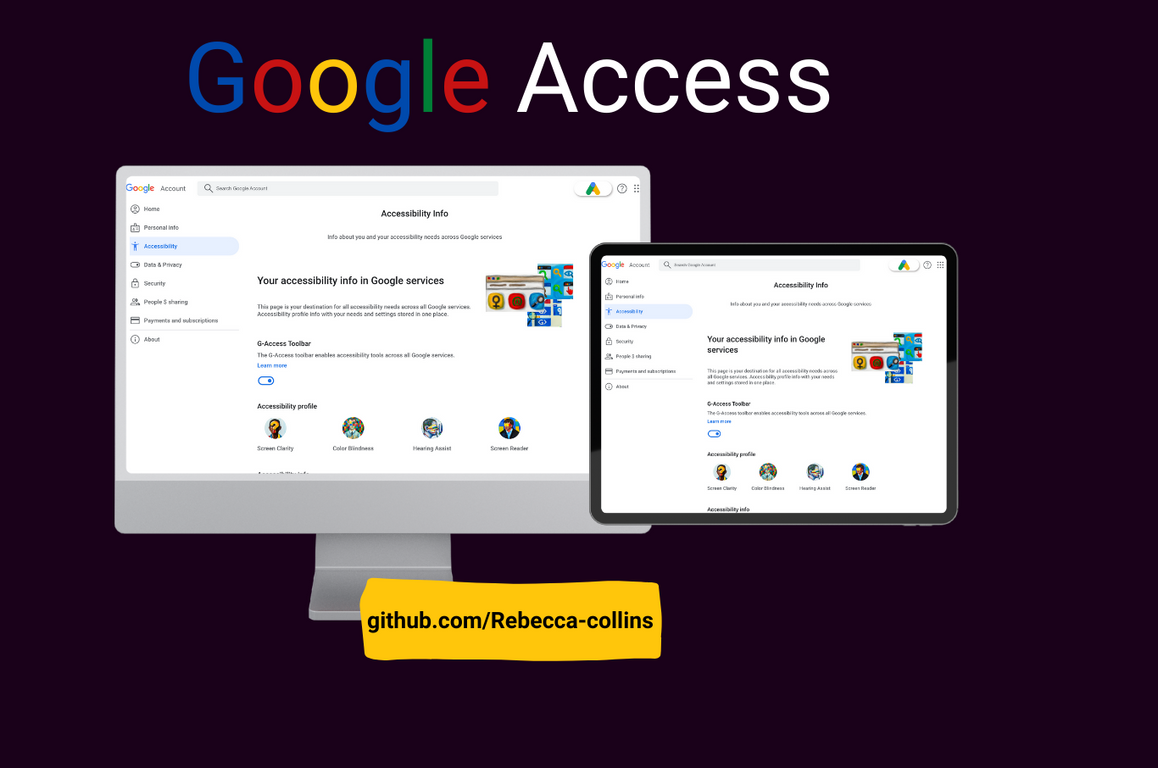 Google Access
Google Account
Search Google Account
Home
Personal info
Accessibility
Data & Privacy
Security
People $ sharing
Payments and subscriptions
About
Accessibility Info
Info about you and your accessibility needs across Google services
Your accessibility info in Google services
This page is your destination for all accessibility needs across all Google services.
Accessibility profile info with your needs and settings stored in one place.
G-Access Toolbar
The G-Access toolbar enables accessibility tools across all Google services.
Learn more
Accessibility profile
Screen Clarity
Color Blindness
Hearing Assist
Screen Reader
Google Account
Search Google Account
Home
Personal info
Accessibility
Data & Privacy
Security
People $ sharing
Payments and subscriptions
About
Accessibility Info
Info about you and your accessibility needs across Google services
Your accessibility info in Google
services
This page is your destination for all accessibility needs across
all Google services. Accessibility profile info with your needs
and settings stored in one place.
G-Access Toolbar
The G-Access toolbar enables accessibility tools across all Google services.
Learn more
Accessibility profile
Screen Clarity
Color Blindness
Hearing Assist
Screen Reader
Accessibility info
github.com/Rebecca-collins